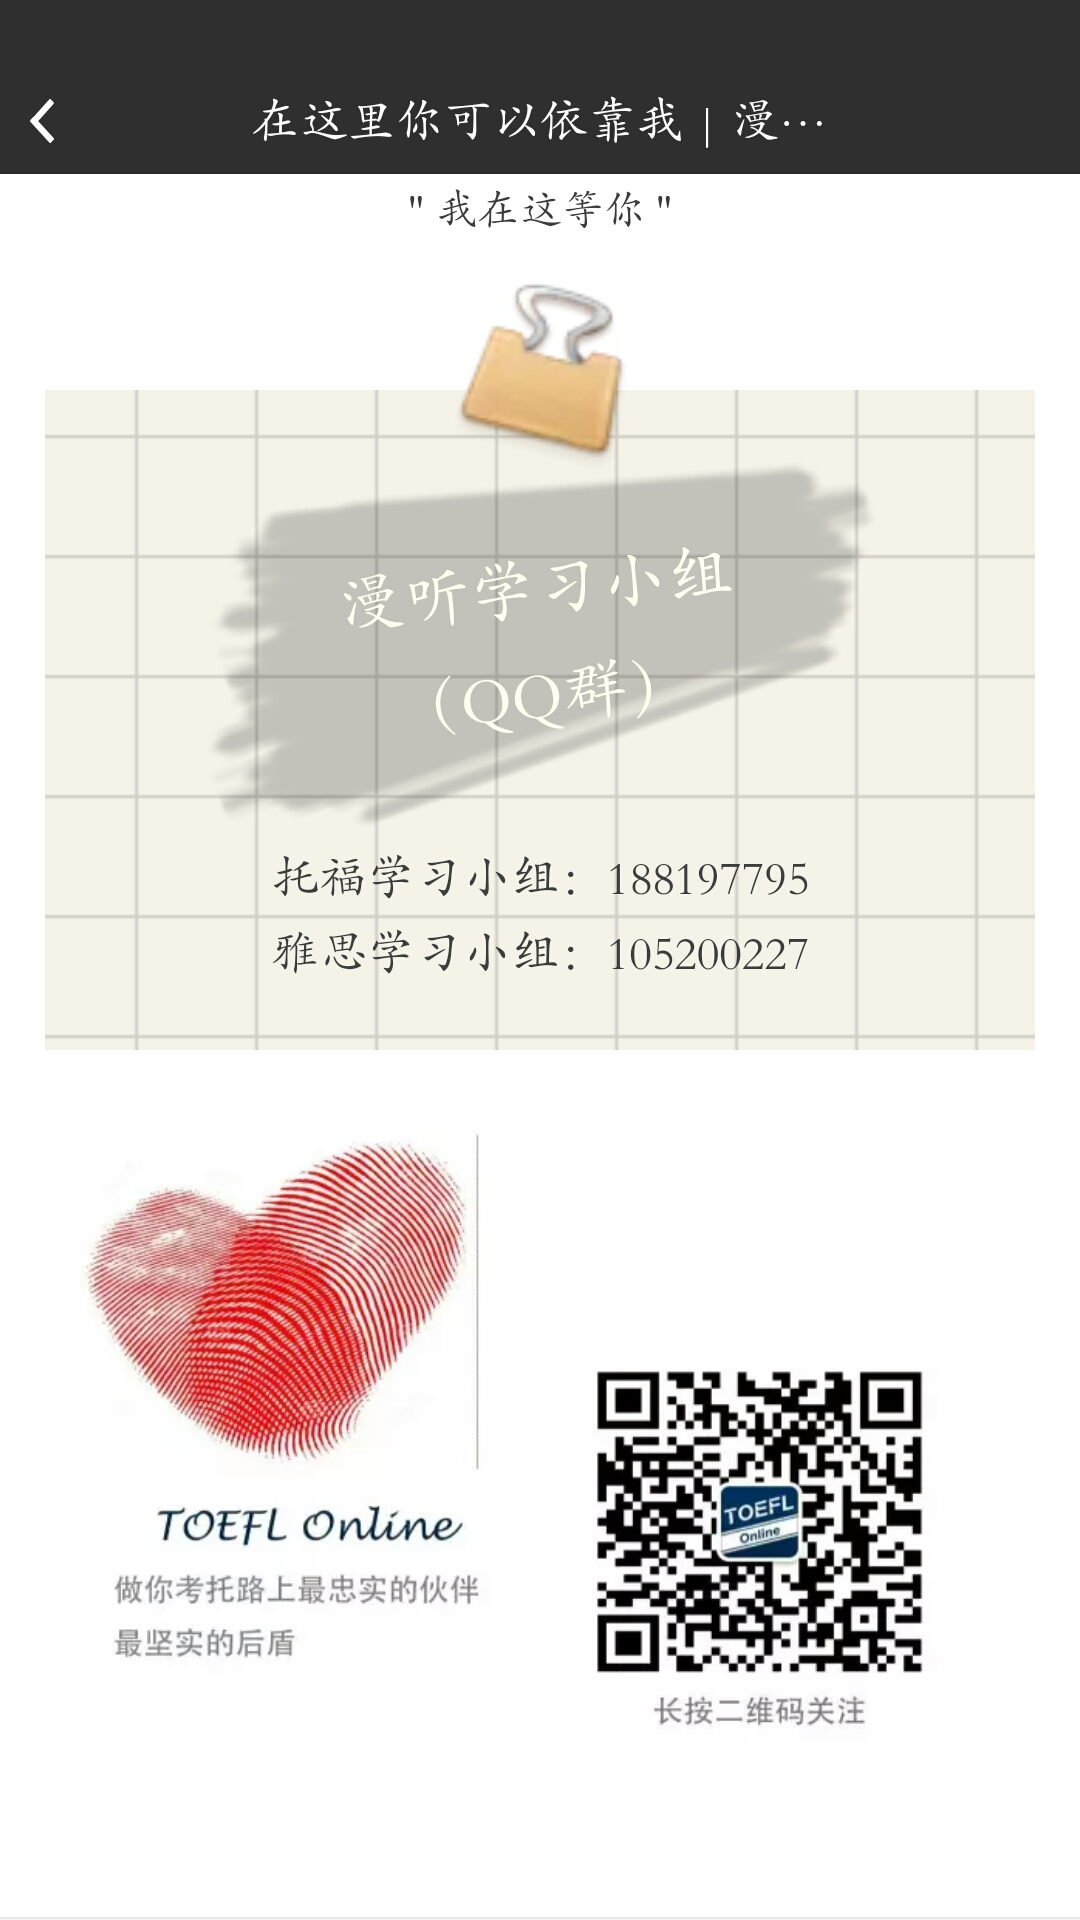 在这里你可以依靠我 | 漫…
"我在这等你"
漫听学习小组
（QQ群）
托福学习小组：188197795
雅思学习小组：105200227
TOEFL Online
做你考托路上最忠实的伙伴
最坚实的后盾
TOEFL
Online
长按二维码关注